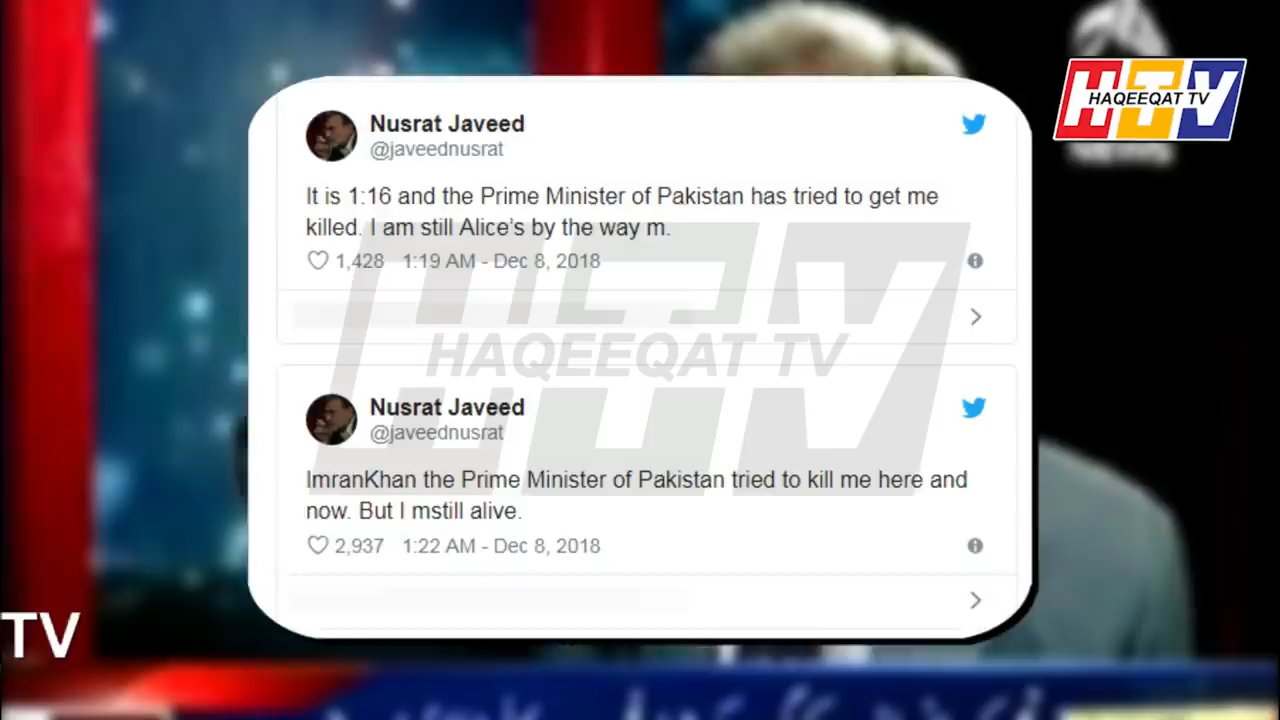 HTV
HAQEEQAT TV
Nusrat Javeed
@javeednusrat
It is 1:16 and the Prime Minister of Pakistan has tried to get me
killed. I am still Alice's by the way m.
1,428 1:19 AM - Dec 8, 2018
HTV
HAQEEQAT TV
Nusrat Javeed
@javeednusrat
ImranKhan the Prime Minister of Pakistan tried to kill me here and
now. But I mstill alive.
2,937 1:22 AM - Dec 8, 2018
TV